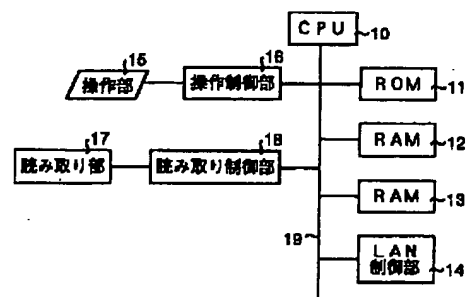 CPU
10
15
16
操作部
操作制御部
ROM
11
17
18
読み取り部
読み取り制御部
RAM
12
RAM
13
19
LAN
制御部
14